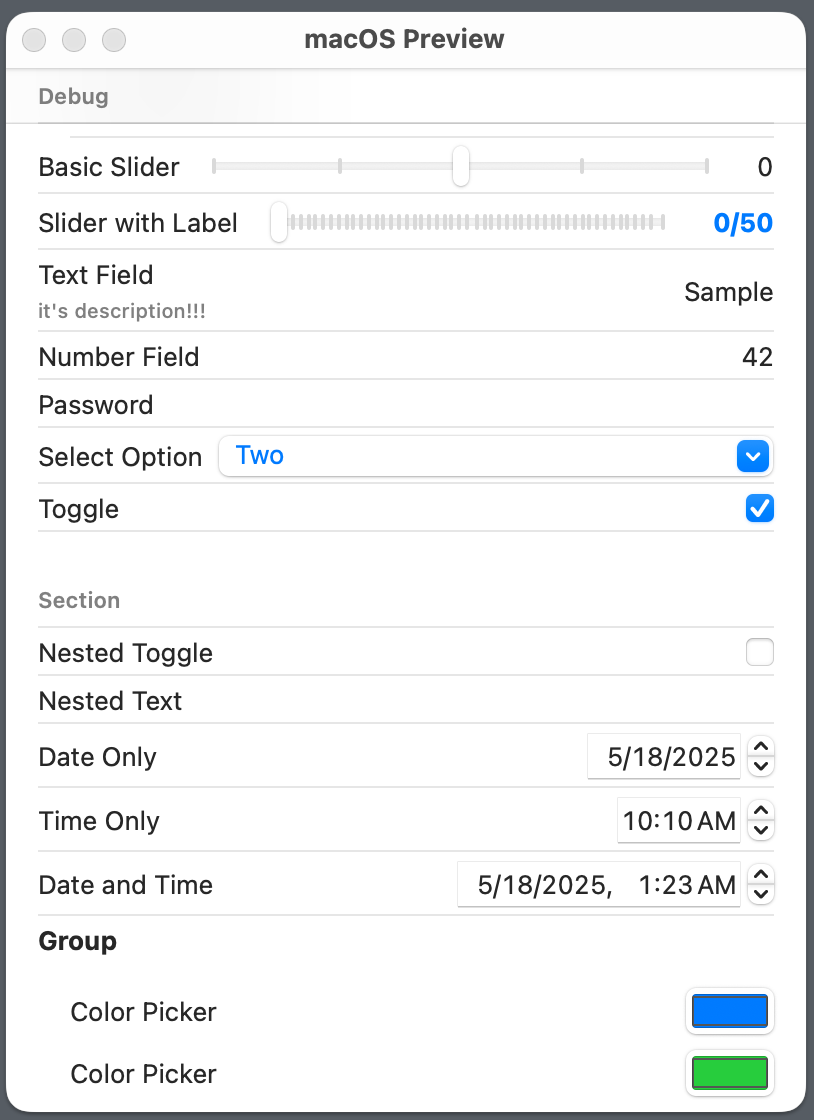 macOS Preview
Debug
Basic Slider 0
Slider with Label 0/50
Text Field
it's description!!!
Sample
Number Field 42
Password
Select Option Two
Toggle
Section
Nested Toggle
Nested Text
Date Only 5/18/2025
Time Only 10:10 AM
Date and Time 5/18/2025, 1:23 AM
Group
Color Picker
Color Picker